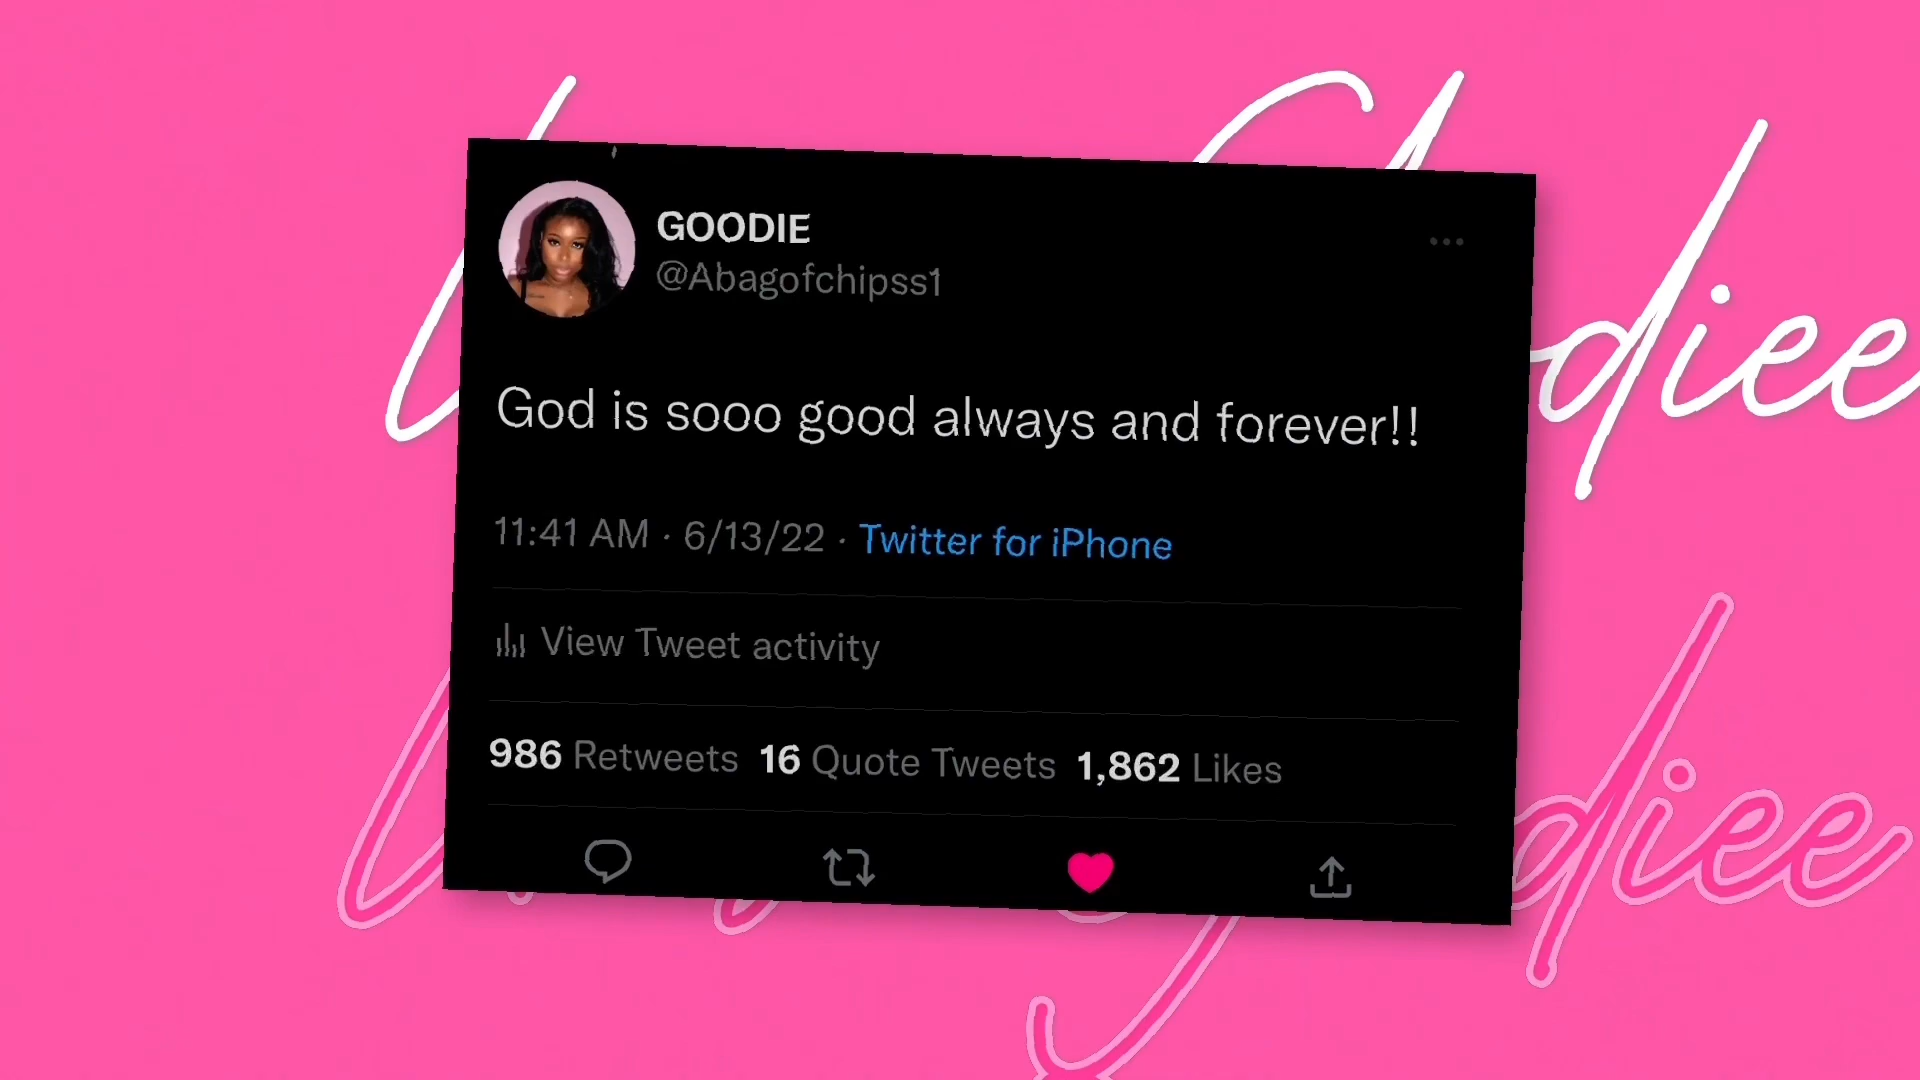 GOODIE
@Abagofchipss1
God is sooo good always and forever!!
11:41 AM · 6/13/22 · Twitter for iPhone
View Tweet activity
986 Retweets 16 Quote Tweets 1,862 Likes